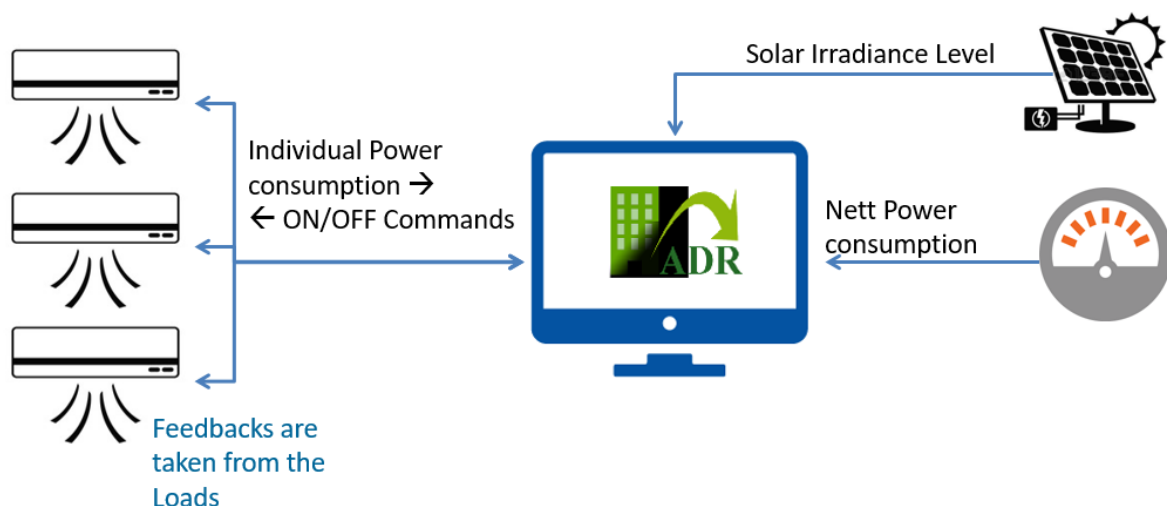 Solar Irradiance Level
Individual Power
consumption →
← ON/OFF Commands
ADR
Nett Power
consumption
Feedbacks are
taken from the
Loads